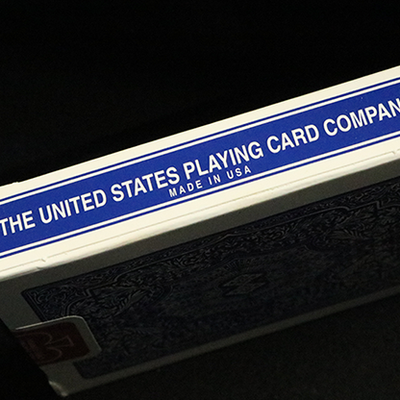 THE UNITED STATES PLAYING CARD COMPAN
MADE IN USA